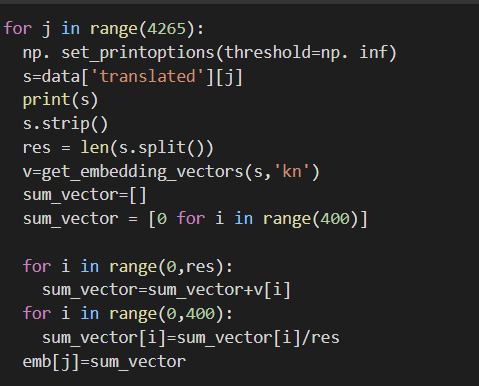 for j in range(4265):
  np. set_printoptions(threshold=np. inf)
  s=data['translated'][j]
  print(s)
  s.strip()
  res = len(s.split())
  v=get_embedding_vectors(s,'kn')
  sum_vector=[]
  sum_vector = [0 for i in range(400)]

  for i in range(0,res):
    sum_vector=sum_vector+v[i]
  for i in range(0,400):
    sum_vector[i]=sum_vector[i]/res
  emb[j]=sum_vector